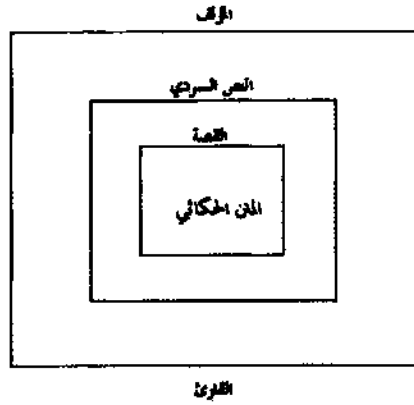 المؤلف
النص السردي
القصة
المتن الحكائي
القارئ